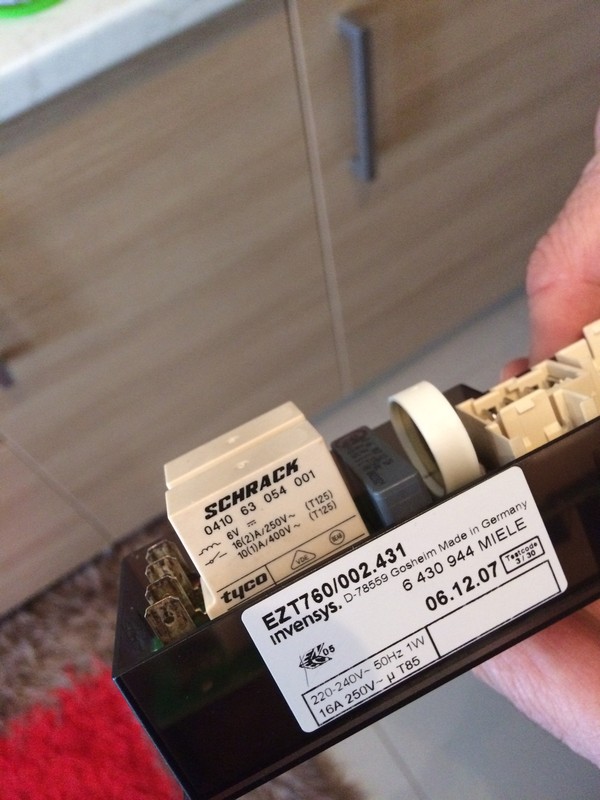 SCHRACK
0410 63 054 001
6V ⎓
16(2)A/250V~ (T125)
10(1)A/400V~ (T125)
tyco
VDE
EZT760/002.431
invensys. D-78559 Gosheim Made in Germany
6 430 944 MIELE
06.12.07
Testcode
3 / 30
05
220-240V~ 50Hz 1W
16A 250V~ µ T85